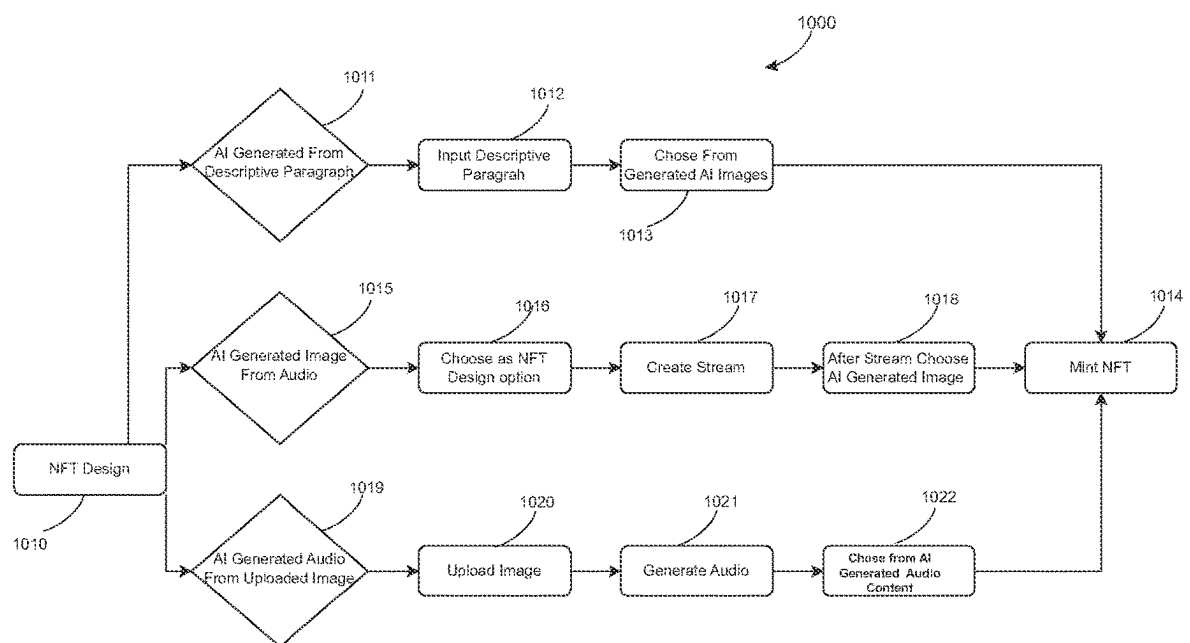 1000
1011
1012
AI Generated From
Descriptive Paragraph
Input Descriptive
Paragrah
Chose From
Generated AI Images
1013
1015
1016
1017
1018
1014
AI Generated Image
From Audio
Choose as NFT
Design option
Create Stream
After Stream Choose
AI Generated Image
Mint NFT
NFT Design
1010
1019
1020
1021
1022
AI Generated Audio
From Uploaded Image
Upload Image
Generate Audio
Chose from AI
Generated Audio
Content